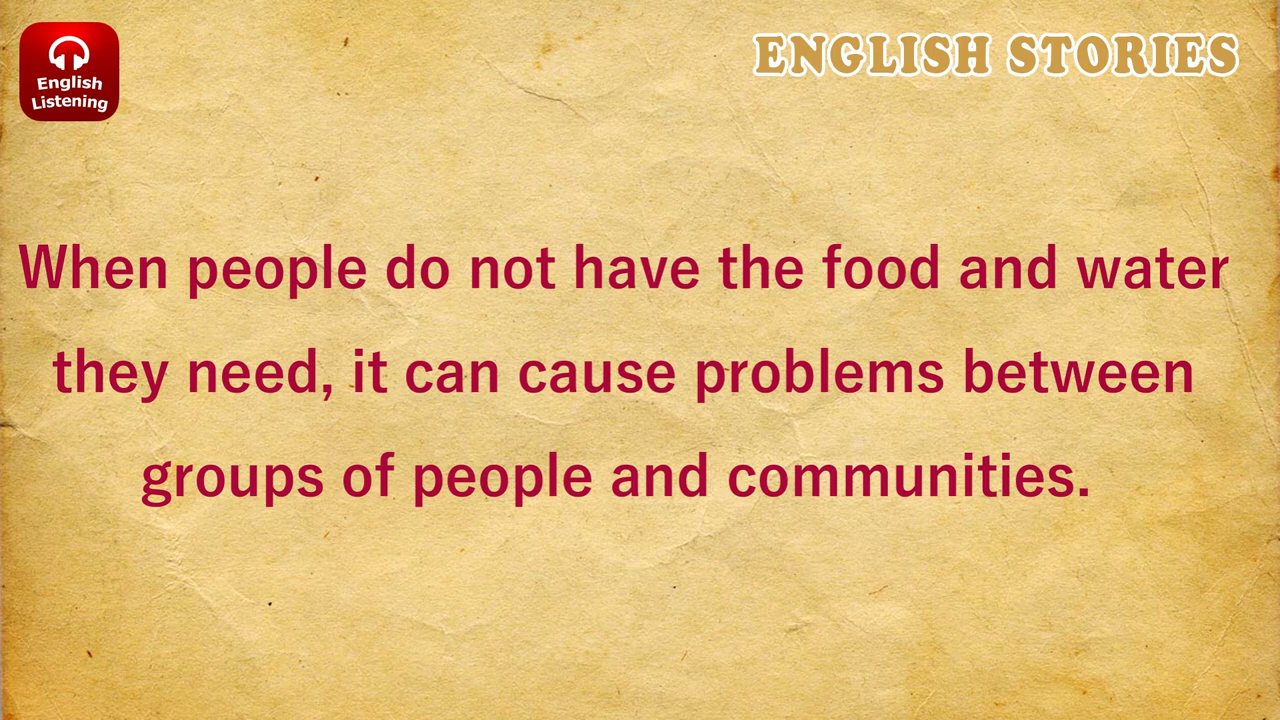 English
Listening
ENGLISH STORIES
When people do not have the food and water
they need, it can cause problems between
groups of people and communities.